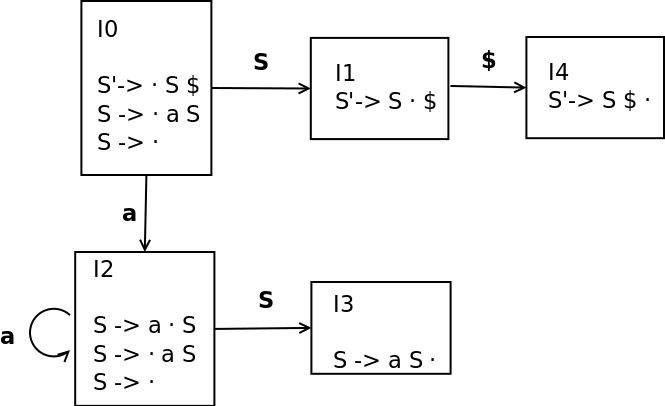 I0
S'-> · S $
S -> · a S
S -> ·
S
I1
S'-> S · $
$
I4
S'-> S $ ·
a
I2
S -> a · S
S -> · a S
S -> ·
a
S
I3
S -> a S ·